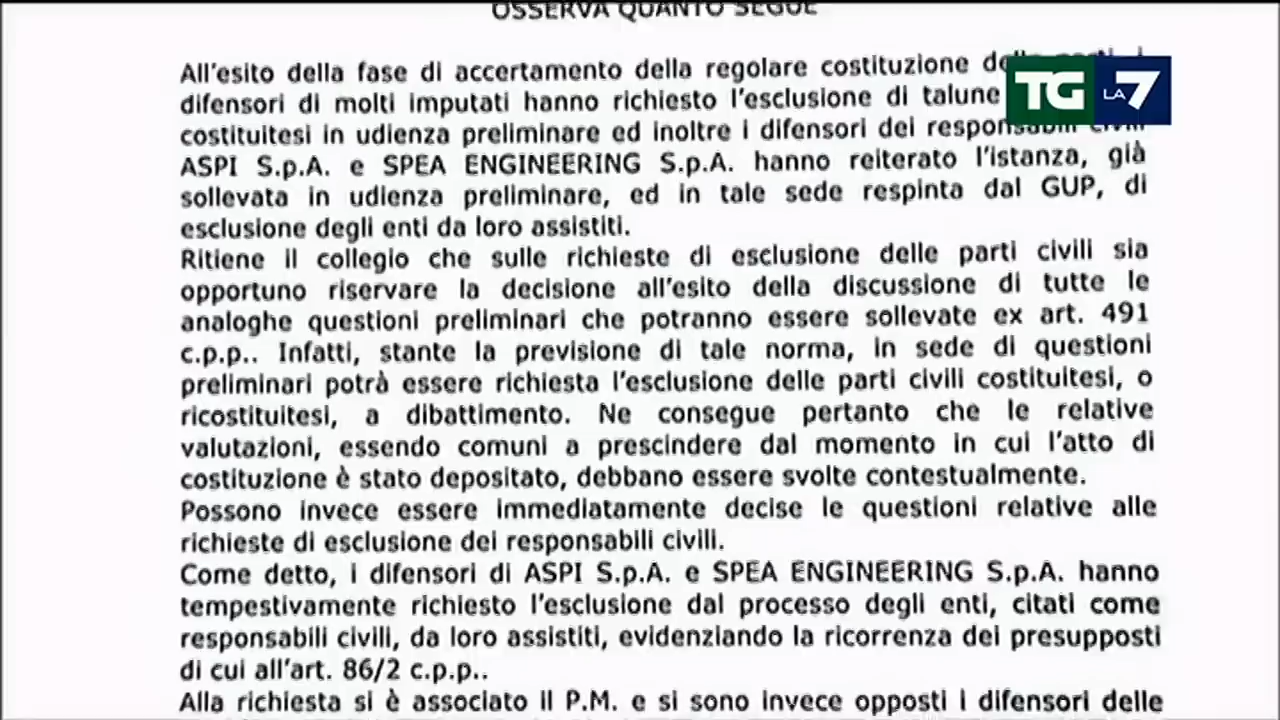 OSSERVA QUANTO SEGUE
All'esito della fase di accertamento della regolare costituzione
difensori di molti imputati hanno richiesto l'esclusione di talune
costituitesi in udienza preliminare ed inoltre i difensori dei responsabili civili
ASPI S.p.A. e SPEA ENGINEERING S.p.A. hanno reiterato l'istanza, già
sollevata in udienza preliminare, ed in tale sede respinta dal GUP, di
esclusione degli enti da loro assistiti.
Ritiene il collegio che sulle richieste di esclusione delle parti civili sia
opportuno riservare la decisione all'esito della discussione di tutte le
analoghe questioni preliminari che potranno essere sollevate ex art. 491
c.p.p.. Infatti, stante la previsione di tale norma, in sede di questioni
preliminari potrà essere richiesta l'esclusione delle parti civili costituitesi, o
ricostituitesi, a dibattimento. Ne consegue pertanto che le relative
valutazioni, essendo comuni a prescindere dal momento in cui l'atto di
costituzione è stato depositato, debbano essere svolte contestualmente.
Possono invece essere immediatamente decise le questioni relative alle
richieste di esclusione dei responsabili civili.
Come detto, i difensori di ASPI S.p.A. e SPEA ENGINEERING S.p.A. hanno
tempestivamente richiesto l'esclusione dal processo degli enti, citati come
responsabili civili, da loro assistiti, evidenziando la ricorrenza dei presupposti
di cui all'art. 86/2 c.p.p..
Alla richiesta si è associato il P.M. e si sono invece opposti i difensori delle
TG LA7